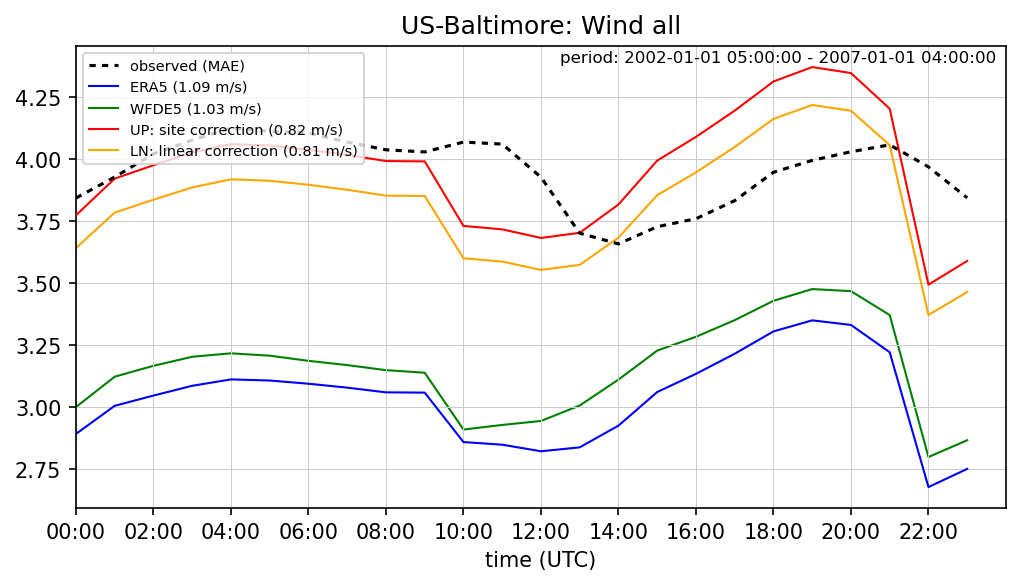 US-Baltimore: Wind all
period: 2002-01-01 05:00:00 - 2007-01-01 04:00:00
observed (MAE)
ERA5 (1.09 m/s)
WFDE5 (1.03 m/s)
UP: site correction (0.82 m/s)
LN: linear correction (0.81 m/s)
4.25
4.00
3.75
3.50
3.25
3.00
2.75
00:00 02:00 04:00 06:00 08:00 10:00 12:00 14:00 16:00 18:00 20:00 22:00
time (UTC)